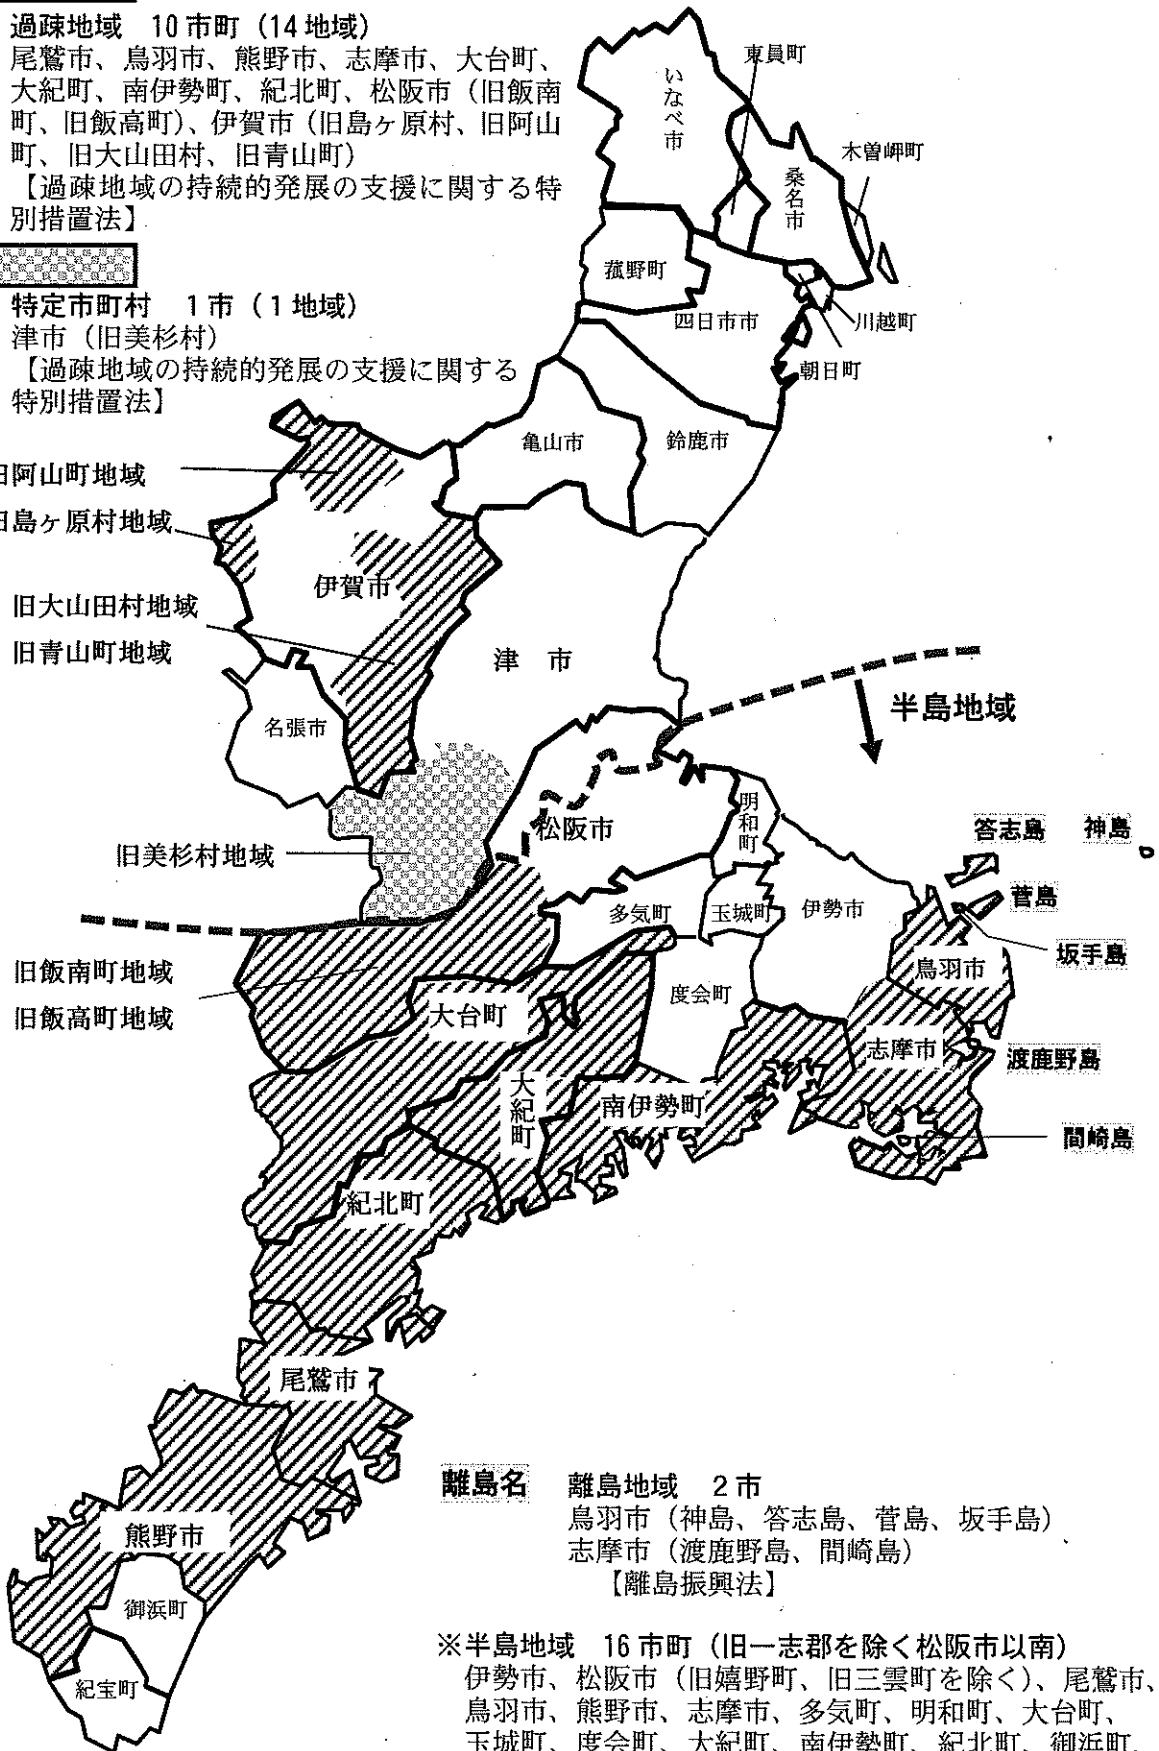 過疎地域　10市町（14地域）
尾鷲市、鳥羽市、熊野市、志摩市、大台町、
大紀町、南伊勢町、紀北町、松阪市（旧飯南
町、旧飯高町）、伊賀市（旧島ヶ原村、旧阿山
町、旧大山田村、旧青山町）
【過疎地域の持続的発展の支援に関する特
別措置法】
特定市町村　1市（1地域）
津市（旧美杉村）
【過疎地域の持続的発展の支援に関する
特別措置法】
いなべ市
東員町
桑名市
木曽岬町
菰野町
四日市市
川越町
朝日町
亀山市
鈴鹿市
旧阿山町地域
旧島ヶ原村地域
伊賀市
旧大山田村地域
旧青山町地域
津　市
名張市
半島地域
松阪市
明和町
旧美杉村地域
答志島
神島
菅島
多気町
玉城町
伊勢市
坂手島
鳥羽市
旧飯南町地域
旧飯高町地域
大台町
度会町
志摩市
渡鹿野島
大紀町
南伊勢町
間崎島
紀北町
尾鷲市
熊野市
御浜町
紀宝町
離島名　離島地域　2市
鳥羽市（神島、答志島、菅島、坂手島）
志摩市（渡鹿野島、間崎島）
【離島振興法】
※半島地域　16市町（旧一志郡を除く松阪市以南）
伊勢市、松阪市（旧嬉野町、旧三雲町を除く）、尾鷲市、
鳥羽市、熊野市、志摩市、多気町、明和町、大台町、
玉城町、度会町、大紀町、南伊勢町、紀北町、御浜町、